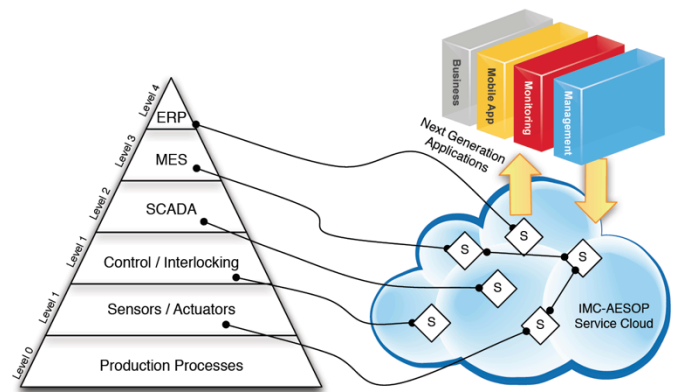 Level 4
ERP
Level 3
MES
Level 2
SCADA
Level 1
Control / Interlocking
Level 1
Sensors / Actuators
Level 0
Production Processes
Business
Mobile App
Monitoring
Management
Next Generation
Applications
S
S
S
S
S
S
IMC-AESOP
Service Cloud